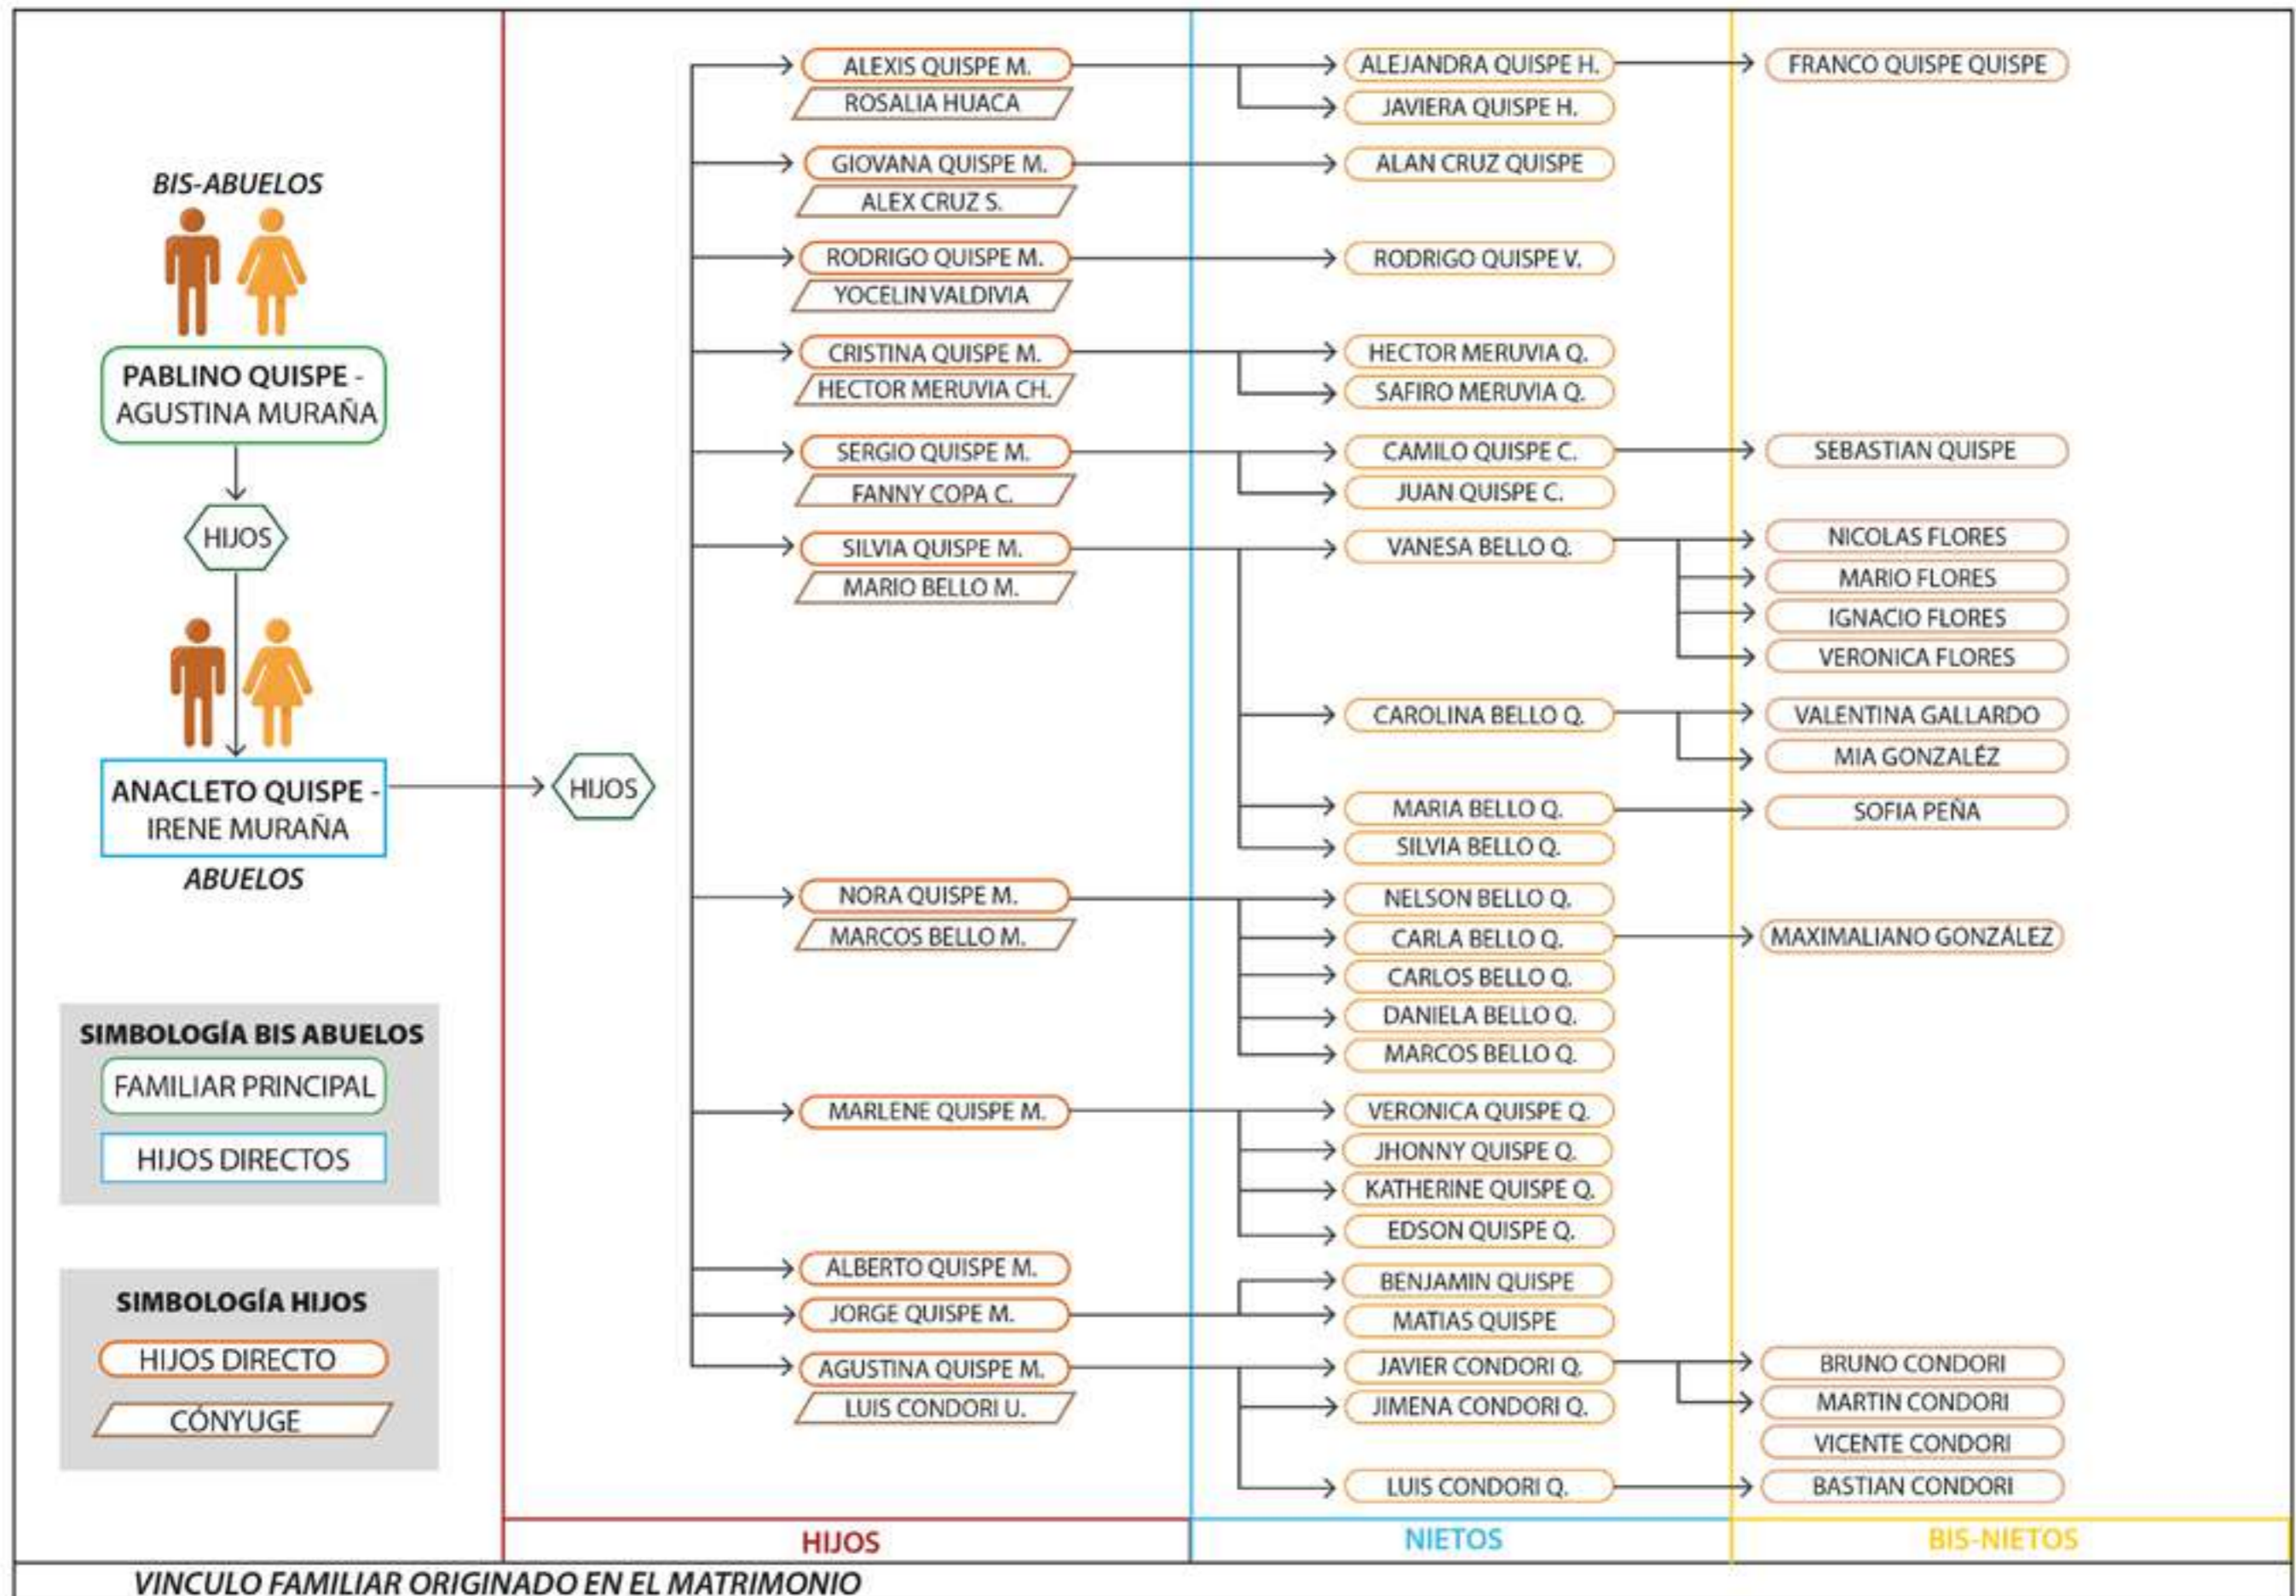 BIS-ABUELOS
PABLINO QUISPE -
AGUSTINA MURAÑA
HIJOS
ANACLETO QUISPE -
IRENE MURAÑA
ABUELOS
SIMBOLOGÍA BIS ABUELOS
FAMILIAR PRINCIPAL
HIJOS DIRECTOS
SIMBOLOGÍA HIJOS
HIJOS DIRECTO
CÓNYUGE
HIJOS
ALEXIS QUISPE M.
ROSALIA HUACA
GIOVANA QUISPE M.
ALEX CRUZ S.
RODRIGO QUISPE M.
YOCELIN VALDIVIA
CRISTINA QUISPE M.
HECTOR MERUVIA CH.
SERGIO QUISPE M.
FANNY COPA C.
SILVIA QUISPE M.
MARIO BELLO M.
NORA QUISPE M.
MARCOS BELLO M.
MARLENE QUISPE M.
ALBERTO QUISPE M.
JORGE QUISPE M.
AGUSTINA QUISPE M.
LUIS CONDORI U.
HIJOS
ALEJANDRA QUISPE H.
JAVIERA QUISPE H.
ALAN CRUZ QUISPE
RODRIGO QUISPE V.
HECTOR MERUVIA Q.
SAFIRO MERUVIA Q.
CAMILO QUISPE C.
JUAN QUISPE C.
VANESA BELLO Q.
CAROLINA BELLO Q.
MARIA BELLO Q.
SILVIA BELLO Q.
NELSON BELLO Q.
CARLA BELLO Q.
CARLOS BELLO Q.
DANIELA BELLO Q.
MARCOS BELLO Q.
VERONICA QUISPE Q.
JHONNY QUISPE Q.
KATHERINE QUISPE Q.
EDSON QUISPE Q.
BENJAMIN QUISPE
MATIAS QUISPE
JAVIER CONDORI Q.
JIMENA CONDORI Q.
LUIS CONDORI Q.
NIETOS
FRANCO QUISPE QUISPE
SEBASTIAN QUISPE
NICOLAS FLORES
MARIO FLORES
IGNACIO FLORES
VERONICA FLORES
VALENTINA GALLARDO
MIA GONZALÉZ
SOFIA PEÑA
MAXIMALIANO GONZÁLEZ
BRUNO CONDORI
MARTIN CONDORI
VICENTE CONDORI
BASTIAN CONDORI
BIS-NIETOS
VINCULO FAMILIAR ORIGINADO EN EL MATRIMONIO